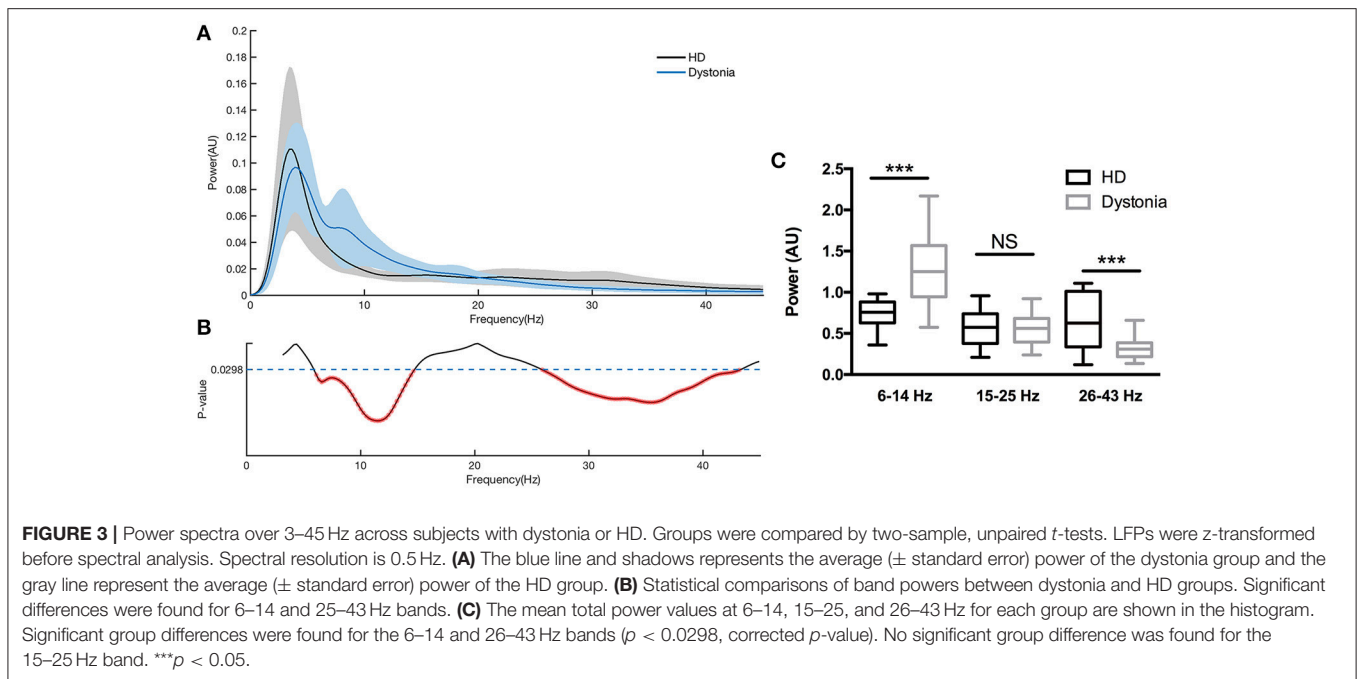 A
0.2
0.18
0.16
0.14
0.12
0.1
0.08
0.06
0.04
0.02
0
Power(AU)
HD
Dystonia
0 10 20 30 40
Frequency(Hz)
B
0.0298
P-value
0 10 20 30 40
Frequency(Hz)
C
2.5
2.0
1.5
1.0
0.5
0.0
Power (AU)
HD
Dystonia
***
NS
***
6-14 Hz 15-25 Hz 26-43 Hz
FIGURE 3 | Power spectra over 3–45 Hz across subjects with dystonia or HD. Groups were compared by two-sample, unpaired t-tests. LFPs were z-transformed
before spectral analysis. Spectral resolution is 0.5 Hz. (A) The blue line and shadows represents the average (± standard error) power of the dystonia group and the
gray line represent the average (± standard error) power of the HD group. (B) Statistical comparisons of band powers between dystonia and HD groups. Significant
differences were found for 6–14 and 25–43 Hz bands. (C) The mean total power values at 6–14, 15–25, and 26–43 Hz for each group are shown in the histogram.
Significant group differences were found for the 6–14 and 26–43 Hz bands (p < 0.0298, corrected p-value). No significant group difference was found for the
15–25 Hz band. ***p < 0.05.